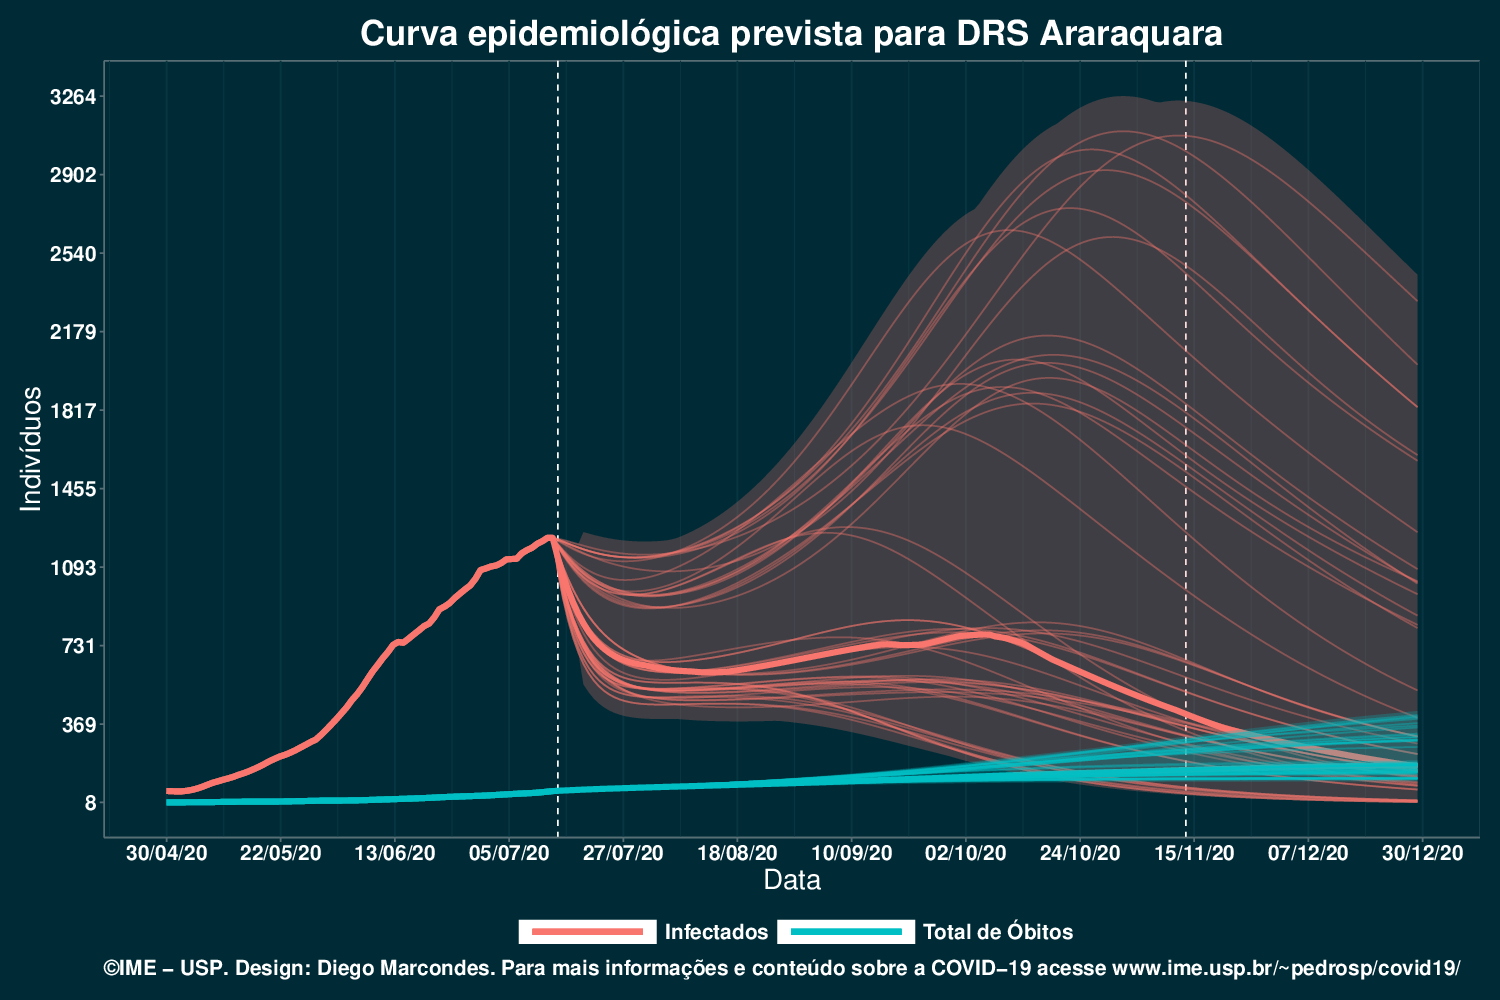 Curva epidemiológica prevista para DRS Araraquara
3264
2902
2540
2179
1817
1455
1093
731
369
8
Indivíduos
30/04/20 22/05/20 13/06/20 05/07/20 27/07/20 18/08/20 10/09/20 02/10/20 24/10/20 15/11/20 07/12/20 30/12/20
Data
Infectados Total de Óbitos
©IME − USP. Design: Diego Marcondes. Para mais informações e conteúdo sobre a COVID−19 acesse www.ime.usp.br/~pedrosp/covid19/